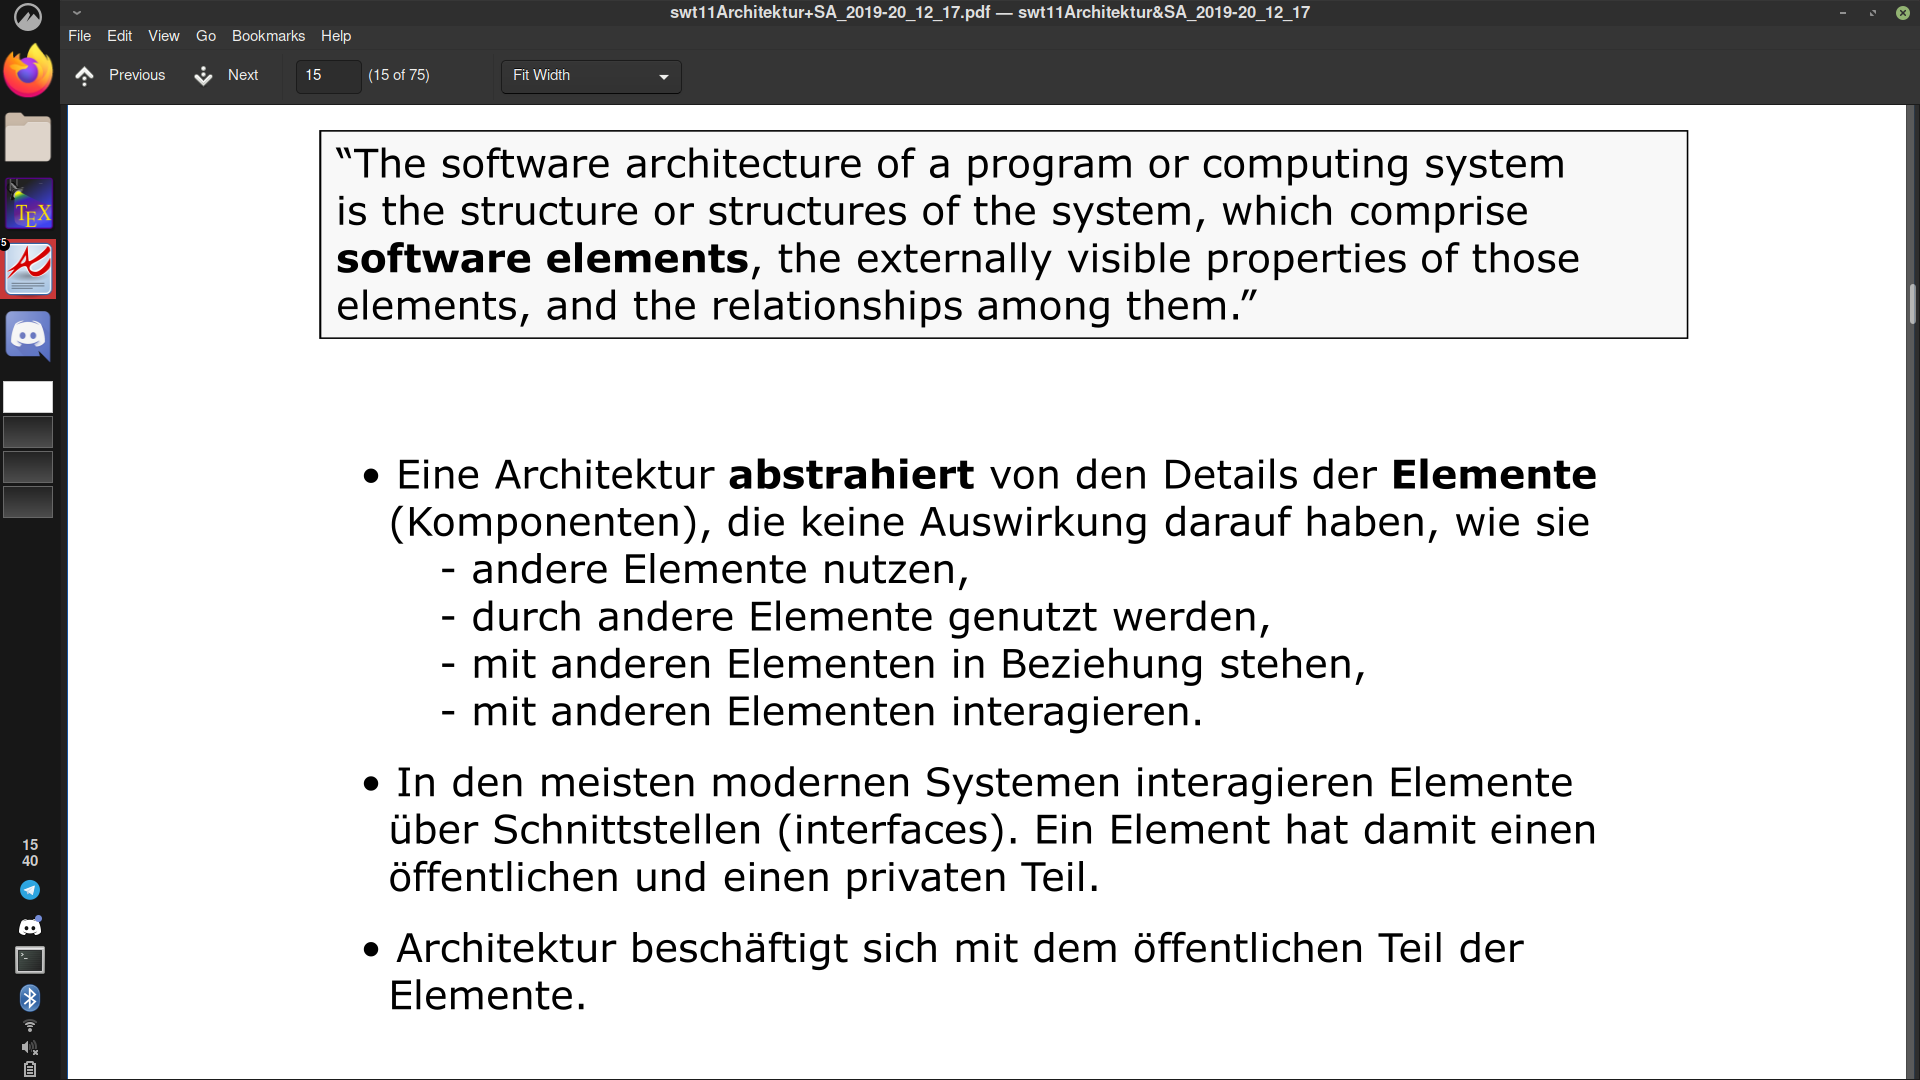 swt11Architektur+SA_2019-20_12_17.pdf — swt11Architektur&SA_2019-20_12_17
File Edit View Go Bookmarks Help
Previous Next 15 (15 of 75) Fit Width
“The software architecture of a program or computing system
is the structure or structures of the system, which comprise
software elements, the externally visible properties of those
elements, and the relationships among them.”
• Eine Architektur abstrahiert von den Details der Elemente
(Komponenten), die keine Auswirkung darauf haben, wie sie
- andere Elemente nutzen,
- durch andere Elemente genutzt werden,
- mit anderen Elementen in Beziehung stehen,
- mit anderen Elementen interagieren.
• In den meisten modernen Systemen interagieren Elemente
über Schnittstellen (interfaces). Ein Element hat damit einen
öffentlichen und einen privaten Teil.
• Architektur beschäftigt sich mit dem öffentlichen Teil der
Elemente.
TEX
5
15
40